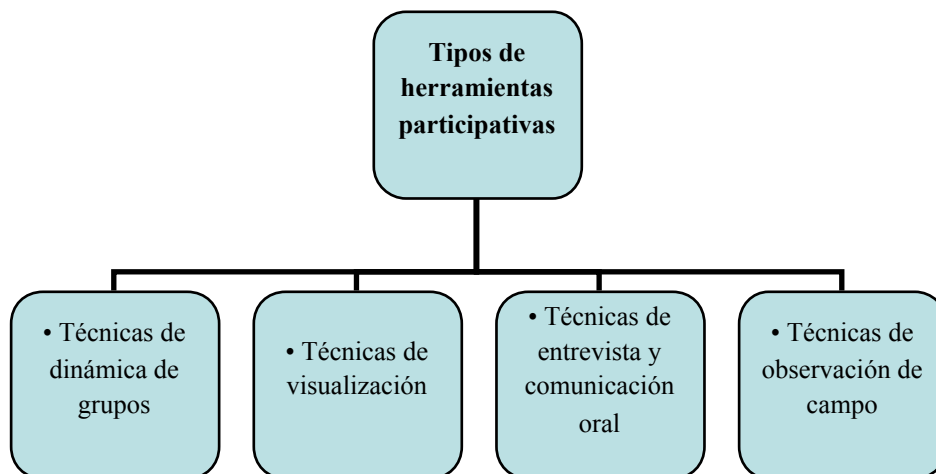 Tipos de
herramientas
participativas
• Técnicas de
dinámica de
grupos
• Técnicas de
visualización
• Técnicas de
entrevista y
comunicación
oral
• Técnicas de
observación de
campo